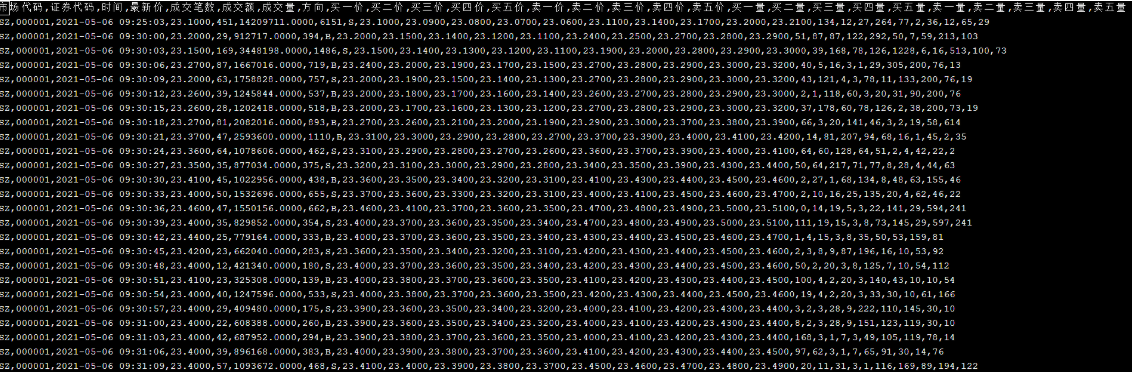 市场代码,证券代码,时间,最新价,成交笔数,成交额,成交量,方向,买一价,买二价,买三价,买四价,买五价,卖一价,卖二价,卖三价,卖四价,卖五价,买一量,买二量,买三量,买四量,买五量,卖一量,卖二量,卖三量,卖四量,卖五量
SZ,000001,2021-05-06 09:25:03,23.1000,451,14209711.0000,6151,S,23.1000,23.0900,23.0800,23.0700,23.0600,23.1100,23.1400,23.1700,23.2000,23.2100,134,12,27,264,77,2,36,12,65,29
SZ,000001,2021-05-06 09:30:00,23.2000,29,912717.0000,394,B,23.2000,23.1500,23.1400,23.1200,23.1100,23.2400,23.2500,23.2700,23.2800,23.2900,51,87,87,122,292,50,7,59,213,103
SZ,000001,2021-05-06 09:30:03,23.1500,169,3448198.0000,1486,S,23.1500,23.1400,23.1300,23.1200,23.1100,23.1900,23.2000,23.2800,23.2900,23.3000,39,168,78,126,1228,6,16,513,100,73
SZ,000001,2021-05-06 09:30:06,23.2700,87,1667016.0000,719,B,23.2400,23.2000,23.1900,23.1700,23.1500,23.2700,23.2800,23.2900,23.3000,23.3200,40,5,16,3,1,29,305,200,76,13
SZ,000001,2021-05-06 09:30:09,23.2000,63,1758828.0000,757,S,23.2000,23.1900,23.1500,23.1400,23.1300,23.2700,23.2800,23.2900,23.3000,23.3200,43,121,4,3,78,11,133,200,76,19
SZ,000001,2021-05-06 09:30:12,23.2600,39,1245844.0000,537,B,23.2000,23.1800,23.1700,23.1600,23.1400,23.2600,23.2700,23.2800,23.2900,23.3000,2,1,118,60,3,20,31,90,200,76
SZ,000001,2021-05-06 09:30:15,23.2600,28,1202418.0000,518,B,23.2000,23.1700,23.1600,23.1300,23.1200,23.2700,23.2800,23.2900,23.3000,23.3200,37,178,60,78,126,2,38,200,73,19
SZ,000001,2021-05-06 09:30:18,23.2700,81,2082016.0000,893,B,23.2700,23.2600,23.2100,23.2000,23.1900,23.2900,23.3000,23.3700,23.3800,23.3900,66,3,20,141,46,3,2,19,58,614
SZ,000001,2021-05-06 09:30:21,23.3700,47,2593600.0000,1110,B,23.3100,23.3000,23.2900,23.2800,23.2700,23.3700,23.3900,23.4000,23.4100,23.4200,14,81,207,94,68,16,1,45,2,35
SZ,000001,2021-05-06 09:30:24,23.3600,64,1078606.0000,462,S,23.3100,23.2900,23.2800,23.2700,23.2600,23.3600,23.3700,23.3900,23.4000,23.4100,64,60,128,64,51,2,4,42,22,2
SZ,000001,2021-05-06 09:30:27,23.3500,35,877034.0000,375,S,23.3200,23.3100,23.3000,23.2900,23.2800,23.3400,23.3500,23.3900,23.4300,23.4400,50,64,217,71,77,8,28,4,44,63
SZ,000001,2021-05-06 09:30:30,23.4100,45,1022956.0000,438,B,23.3600,23.3500,23.3400,23.3200,23.3100,23.4300,23.4400,23.4500,23.4600,2,27,1,68,134,8,48,63,155,46
SZ,000001,2021-05-06 09:30:33,23.4000,50,1532696.0000,655,S,23.3700,23.3600,23.3300,23.3200,23.3100,23.4000,23.4100,23.4500,23.4600,23.4700,2,10,16,25,135,20,4,62,46,22
SZ,000001,2021-05-06 09:30:36,23.4600,47,1550156.0000,662,B,23.4600,23.4100,23.3700,23.3600,23.3500,23.4700,23.4800,23.4900,23.5000,23.5100,0,14,19,5,3,22,141,29,594,241
SZ,000001,2021-05-06 09:30:39,23.4000,35,829852.0000,354,S,23.4000,23.3700,23.3600,23.3500,23.3400,23.4700,23.4800,23.4900,23.5000,23.5100,111,19,15,3,8,73,145,29,597,241
SZ,000001,2021-05-06 09:30:42,23.4400,25,779164.0000,333,B,23.4000,23.3700,23.3600,23.3500,23.3400,23.4300,23.4400,23.4500,23.4600,23.4700,1,4,15,3,8,35,50,53,159,81
SZ,000001,2021-05-06 09:30:45,23.4200,23,662040.0000,283,S,23.3600,23.3500,23.3400,23.3200,23.3100,23.4200,23.4300,23.4400,23.4500,23.4600,2,3,8,9,87,196,16,10,53,92
SZ,000001,2021-05-06 09:30:48,23.4000,12,421340.0000,180,S,23.4000,23.3700,23.3600,23.3500,23.3400,23.4200,23.4300,23.4400,23.4500,23.4600,50,2,20,3,8,125,7,10,54,112
SZ,000001,2021-05-06 09:30:51,23.4100,23,325308.0000,139,B,23.4000,23.3800,23.3700,23.3600,23.3500,23.4100,23.4200,23.4300,23.4400,23.4500,100,4,2,20,3,140,43,10,10,54
SZ,000001,2021-05-06 09:30:54,23.4000,40,1247596.0000,533,S,23.4000,23.3800,23.3700,23.3600,23.3500,23.4200,23.4300,23.4400,23.4500,23.4600,19,4,2,20,3,33,30,10,61,166
SZ,000001,2021-05-06 09:30:57,23.4000,29,409480.0000,175,S,23.3900,23.3600,23.3500,23.3400,23.3200,23.4000,23.4100,23.4200,23.4300,23.4400,3,2,3,28,9,222,110,145,30,10
SZ,000001,2021-05-06 09:31:00,23.4000,22,608388.0000,260,B,23.3900,23.3600,23.3500,23.3400,23.3200,23.4000,23.4100,23.4200,23.4300,23.4400,8,2,3,28,9,151,123,119,30,10
SZ,000001,2021-05-06 09:31:03,23.4000,42,687952.0000,294,B,23.3900,23.3800,23.3700,23.3600,23.3500,23.4000,23.4100,23.4200,23.4300,23.4400,168,3,1,7,3,49,105,119,78,14
SZ,000001,2021-05-06 09:31:06,23.4000,39,896168.0000,383,B,23.4000,23.3900,23.3800,23.3700,23.3600,23.4100,23.4200,23.4300,23.4400,23.4500,97,62,3,1,7,65,91,30,14,76
SZ,000001,2021-05-06 09:31:09,23.4000,57,1093672.0000,468,S,23.4100,23.4000,23.3900,23.3800,23.3700,23.4500,23.4600,23.4700,23.4800,23.4900,20,11,31,3,1,116,169,89,194,122